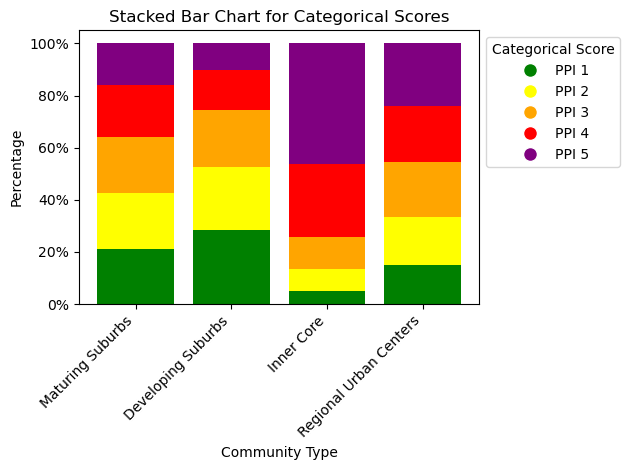 Stacked Bar Chart for Categorical Scores
100%
80%
60%
40%
20%
0%
Percentage
Maturing Suburbs
Developing Suburbs
Inner Core
Regional Urban Centers
Community Type
Categorical Score
PPI 1
PPI 2
PPI 3
PPI 4
PPI 5